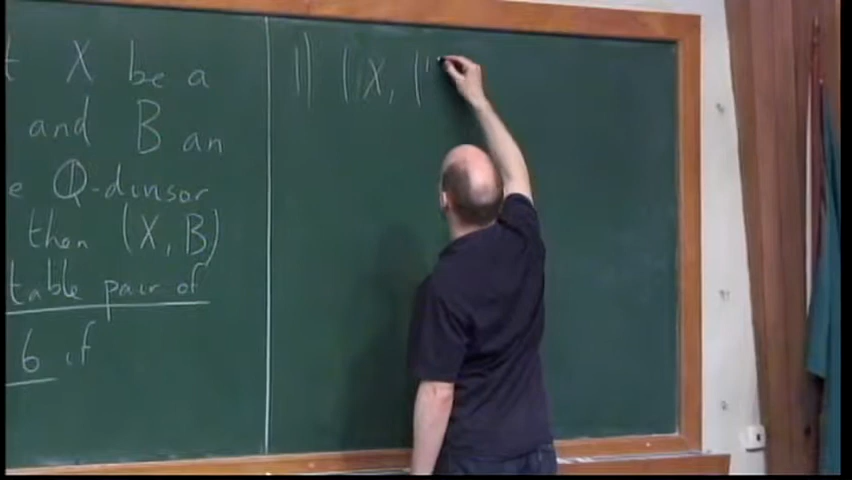 t X be a
and B an
e Q-divisor
then (X, B)
table pair of
6 if
1) (X, (